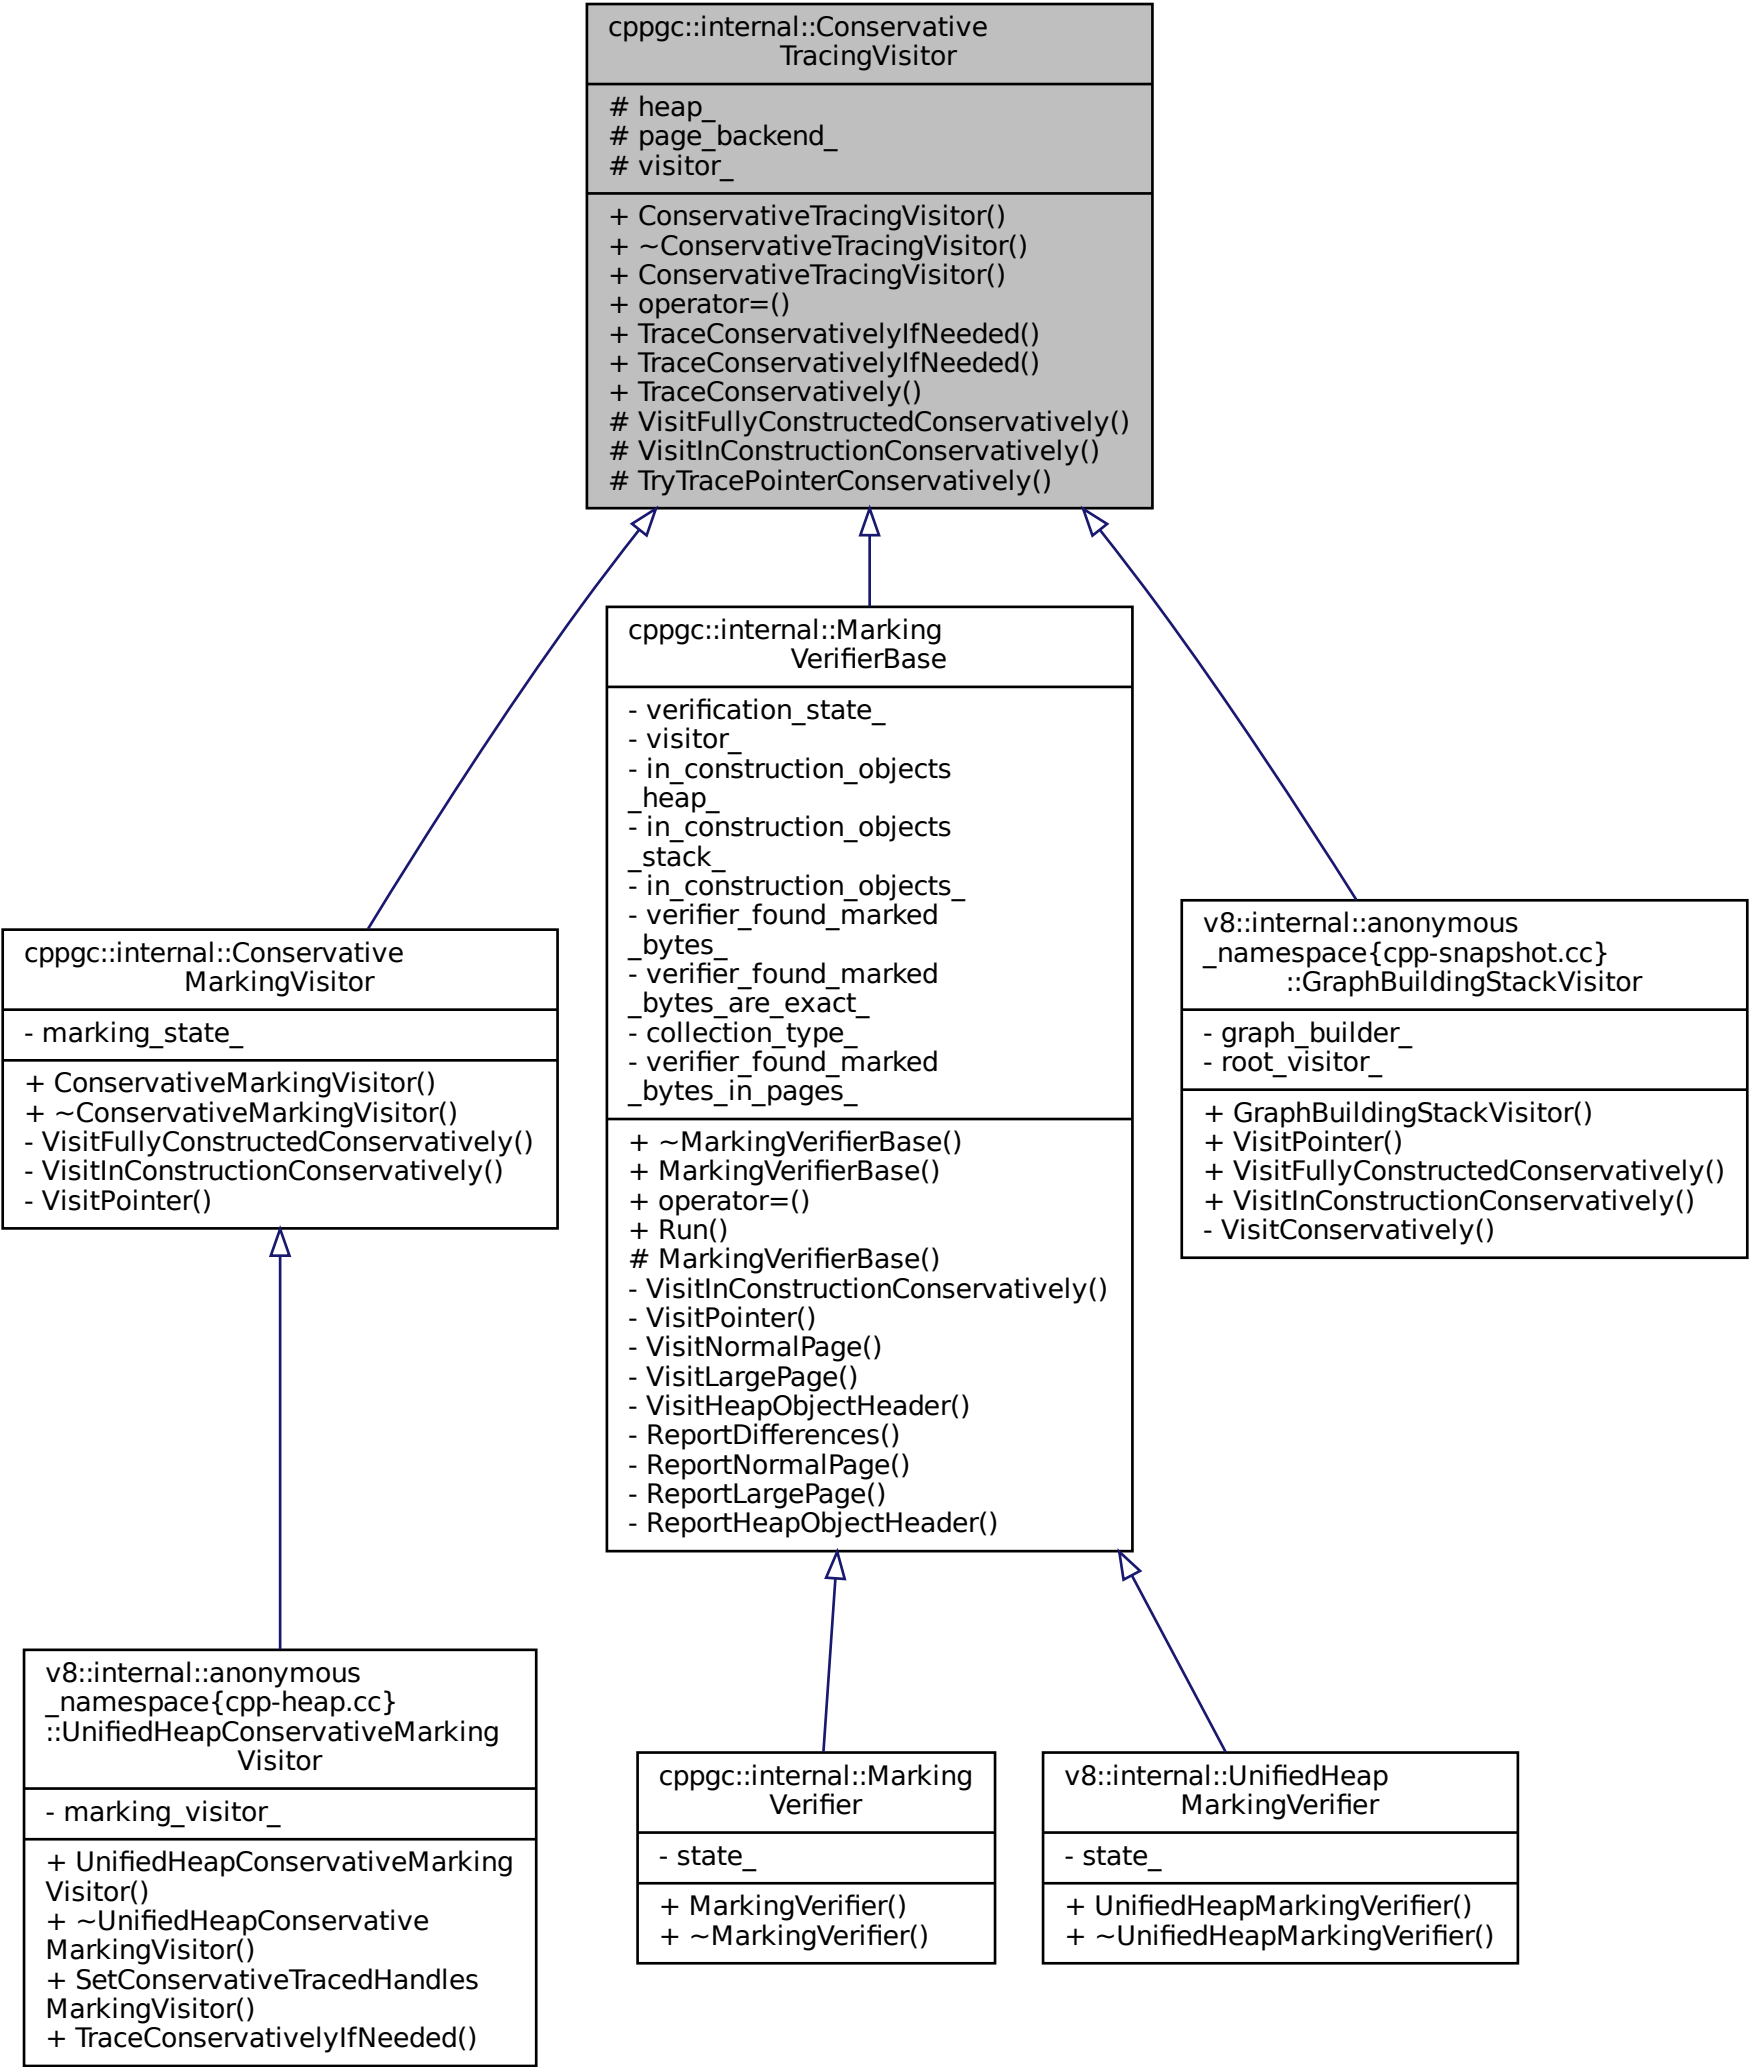 cppgc::internal::Conservative
TracingVisitor
# heap_
# page_backend_
# visitor_
+ ConservativeTracingVisitor()
+ ~ConservativeTracingVisitor()
+ ConservativeTracingVisitor()
+ operator=()
+ TraceConservativelyIfNeeded()
+ TraceConservativelyIfNeeded()
+ TraceConservatively()
# VisitFullyConstructedConservatively()
# VisitInConstructionConservatively()
# TryTracePointerConservatively()
cppgc::internal::Conservative
MarkingVisitor
- marking_state_
+ ConservativeMarkingVisitor()
+ ~ConservativeMarkingVisitor()
- VisitFullyConstructedConservatively()
- VisitInConstructionConservatively()
- VisitPointer()
cppgc::internal::Marking
VerifierBase
- verification_state_
- visitor_
- in_construction_objects
_heap_
- in_construction_objects
_stack_
- in_construction_objects_
- verifier_found_marked
_bytes_
- verifier_found_marked
_bytes_are_exact_
- collection_type_
- verifier_found_marked
_bytes_in_pages_
+ ~MarkingVerifierBase()
+ MarkingVerifierBase()
+ operator=()
+ Run()
# MarkingVerifierBase()
- VisitInConstructionConservatively()
- VisitPointer()
- VisitNormalPage()
- VisitLargePage()
- VisitHeapObjectHeader()
- ReportDifferences()
- ReportNormalPage()
- ReportLargePage()
- ReportHeapObjectHeader()
v8::internal::anonymous
_namespace{cpp-snapshot.cc}
::GraphBuildingStackVisitor
- graph_builder_
- root_visitor_
+ GraphBuildingStackVisitor()
+ VisitPointer()
+ VisitFullyConstructedConservatively()
+ VisitInConstructionConservatively()
- VisitConservatively()
v8::internal::anonymous
_namespace{cpp-heap.cc}
::UnifiedHeapConservativeMarking
Visitor
- marking_visitor_
+ UnifiedHeapConservativeMarking
Visitor()
+ ~UnifiedHeapConservative
MarkingVisitor()
+ SetConservativeTracedHandles
MarkingVisitor()
+ TraceConservativelyIfNeeded()
cppgc::internal::Marking
Verifier
- state_
+ MarkingVerifier()
+ ~MarkingVerifier()
v8::internal::UnifiedHeap
MarkingVerifier
- state_
+ UnifiedHeapMarkingVerifier()
+ ~UnifiedHeapMarkingVerifier()